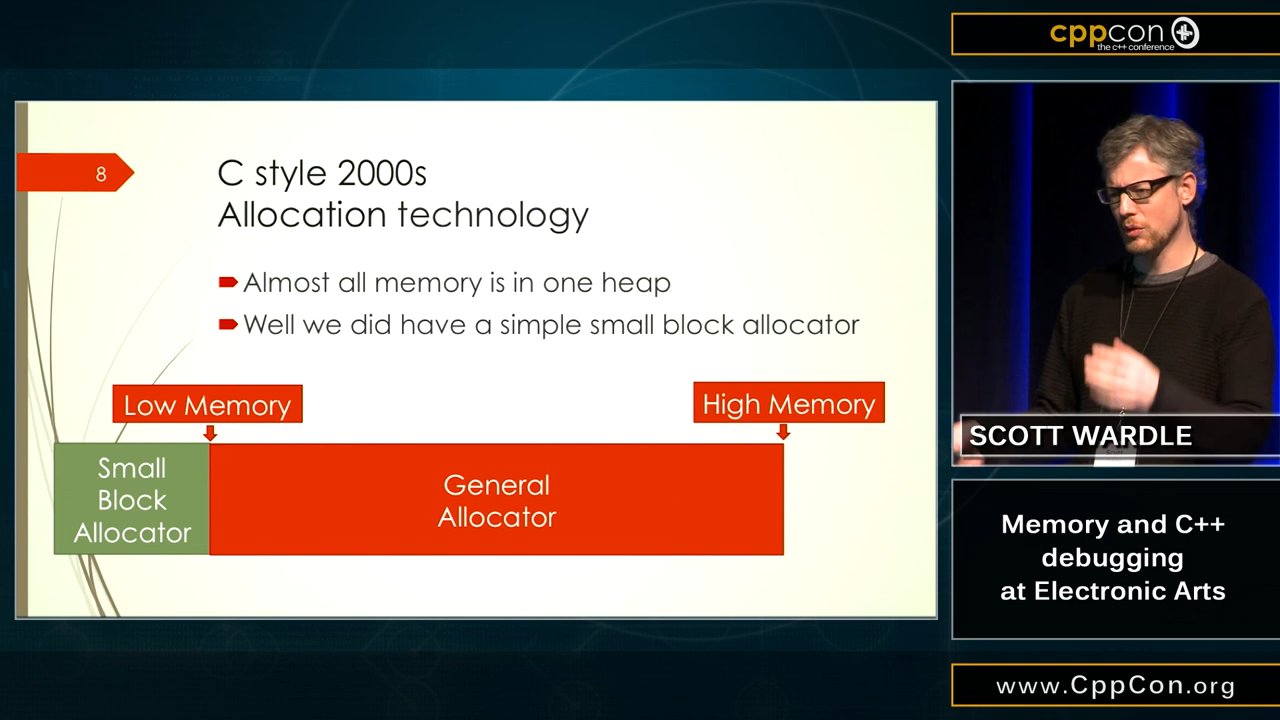 cppcon
the c++ conference
8
C style 2000s
Allocation technology
Almost all memory is in one heap
Well we did have a simple small block allocator
Low Memory
High Memory
Small
Block
Allocator
General
Allocator
SCOTT WARDLE
Memory and C++
debugging
at Electronic Arts
www.CppCon.org